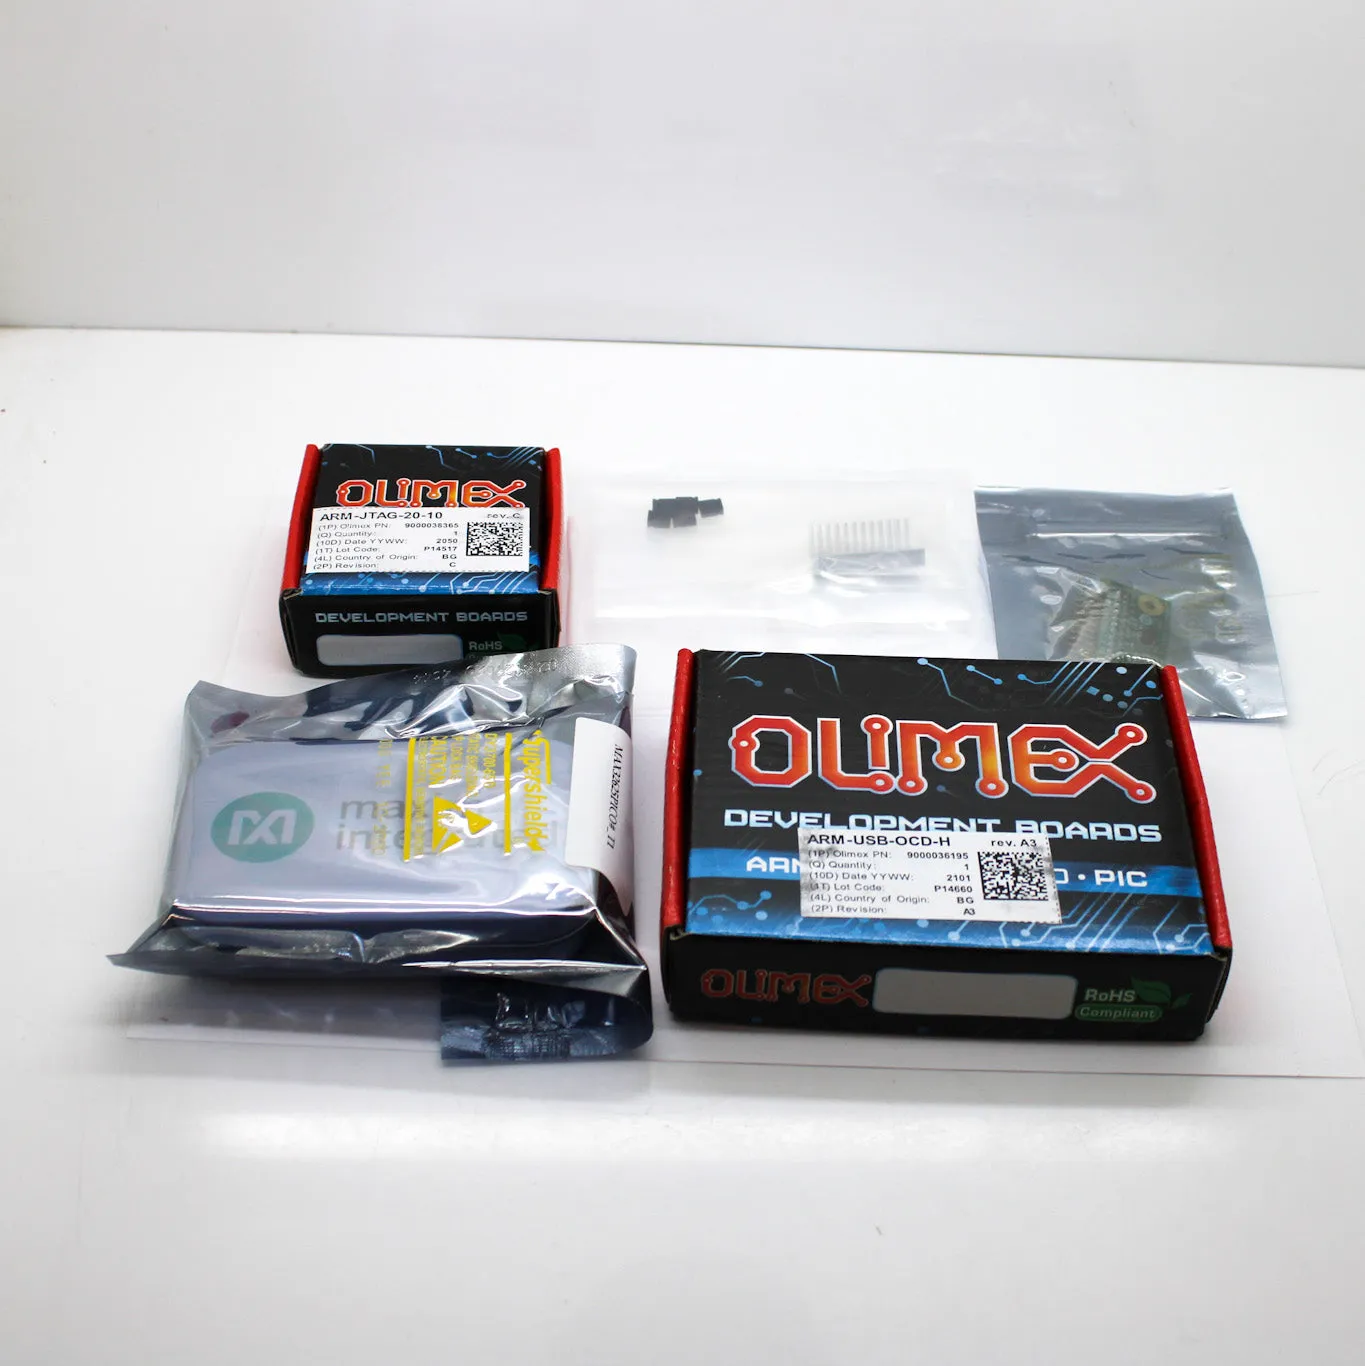 OLIMEX
ARM-JTAG-20-10 rev. C
(1P) Olimex PN: 9000038365
(Q) Quantity: 1
(10D) Date YYWW: 2050
(1T) Lot Code: P14517
(4L) Country of Origin: BG
(2P) Revision: C
DEVELOPMENT BOARDS
RoHS
"Supershield"
CAUTION
MAX32625PICO#_TI
OLIMEX
DEVELOPMENT BOARDS
ARM-USB-OCD-H rev. A3
(1P) Olimex PN: 9000036195
(Q) Quantity: 1
(10D) Date YYWW: 2101
(1T) Lot Code: P14660
(4L) Country of Origin: BG
(2P) Revision: A3
• PIC
OLIMEX
RoHS
Compliant